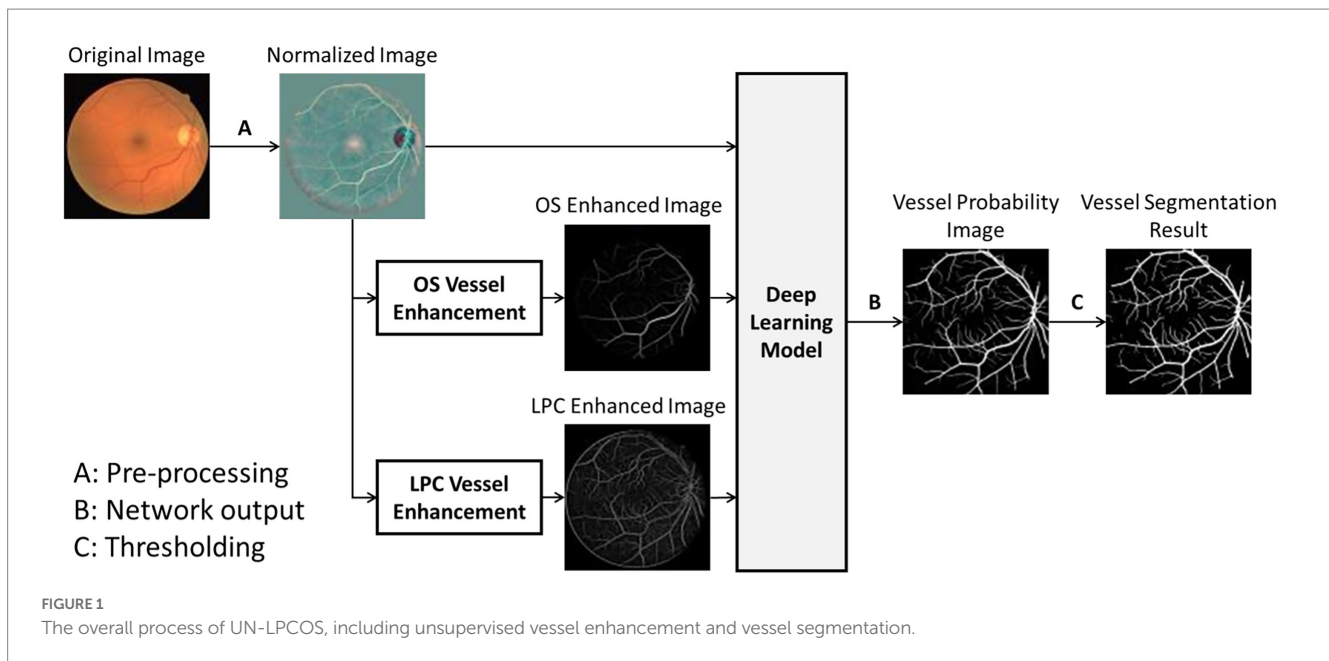 Original Image
Normalized Image
A
OS Enhanced Image
OS Vessel
Enhancement
LPC Enhanced Image
LPC Vessel
Enhancement
Deep
Learning
Model
B
Vessel Probability
Image
C
Vessel Segmentation
Result
A: Pre-processing
B: Network output
C: Thresholding
FIGURE 1
The overall process of UN-LPCOS, including unsupervised vessel enhancement and vessel segmentation.